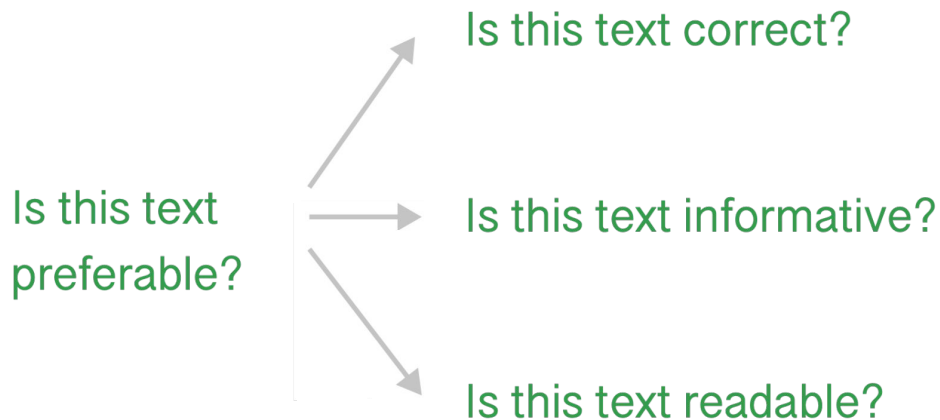 Is this text correct?
Is this text
preferable?
Is this text informative?
Is this text readable?